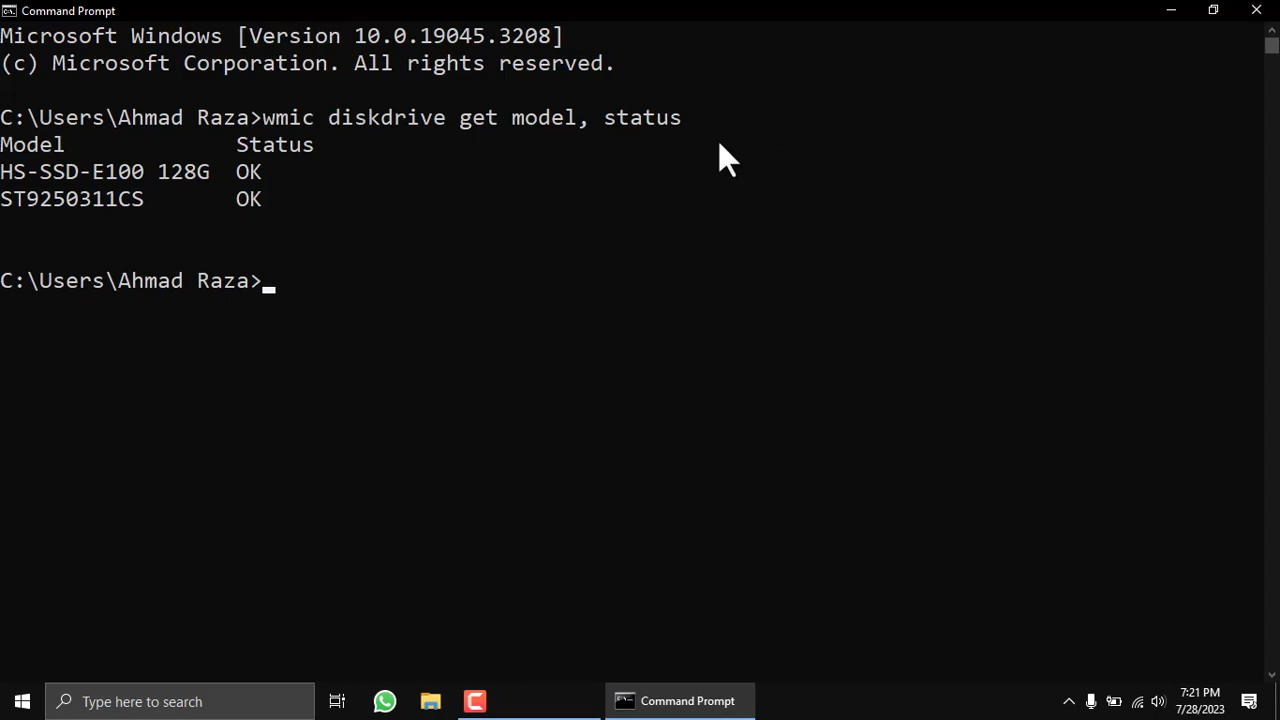 Command Prompt
Microsoft Windows [Version 10.0.19045.3208]
(c) Microsoft Corporation. All rights reserved.
C:\Users\Ahmad Raza>wmic diskdrive get model, status
Model Status
HS-SSD-E100 128G OK
ST9250311CS OK
C:\Users\Ahmad Raza>
Type here to search
Command Prompt
7:21 PM
7/28/2023